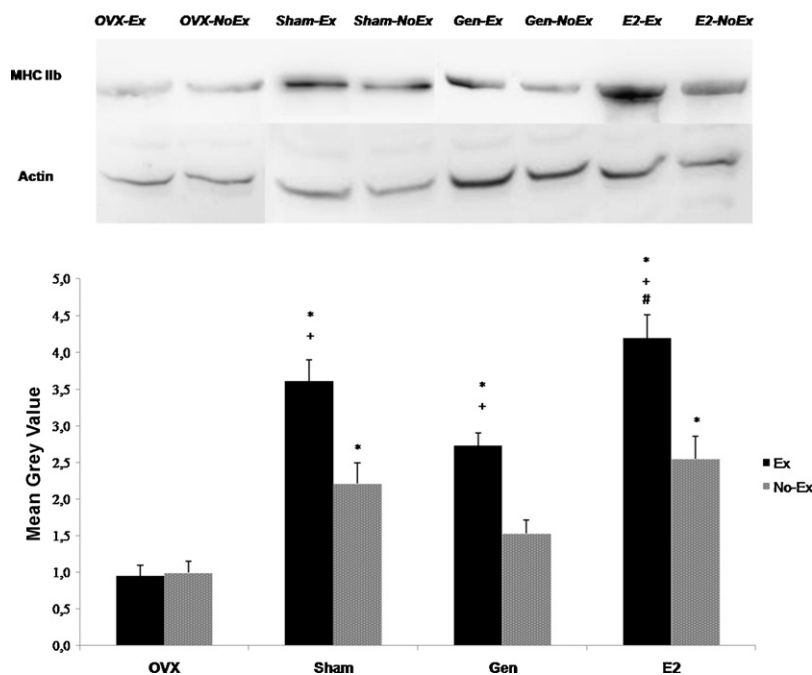 OVX-Ex OVX-NoEx Sham-Ex Sham-NoEx Gen-Ex Gen-NoEx E2-Ex E2-NoEx
MHC IIb
Actin
5,0
4,5
4,0
3,5
3,0
2,5
2,0
1,5
1,0
0,5
0,0
Mean Grey Value
*
+
*
*
+
*
+
#
*
Ex
No-Ex
OVX Sham Gen E2